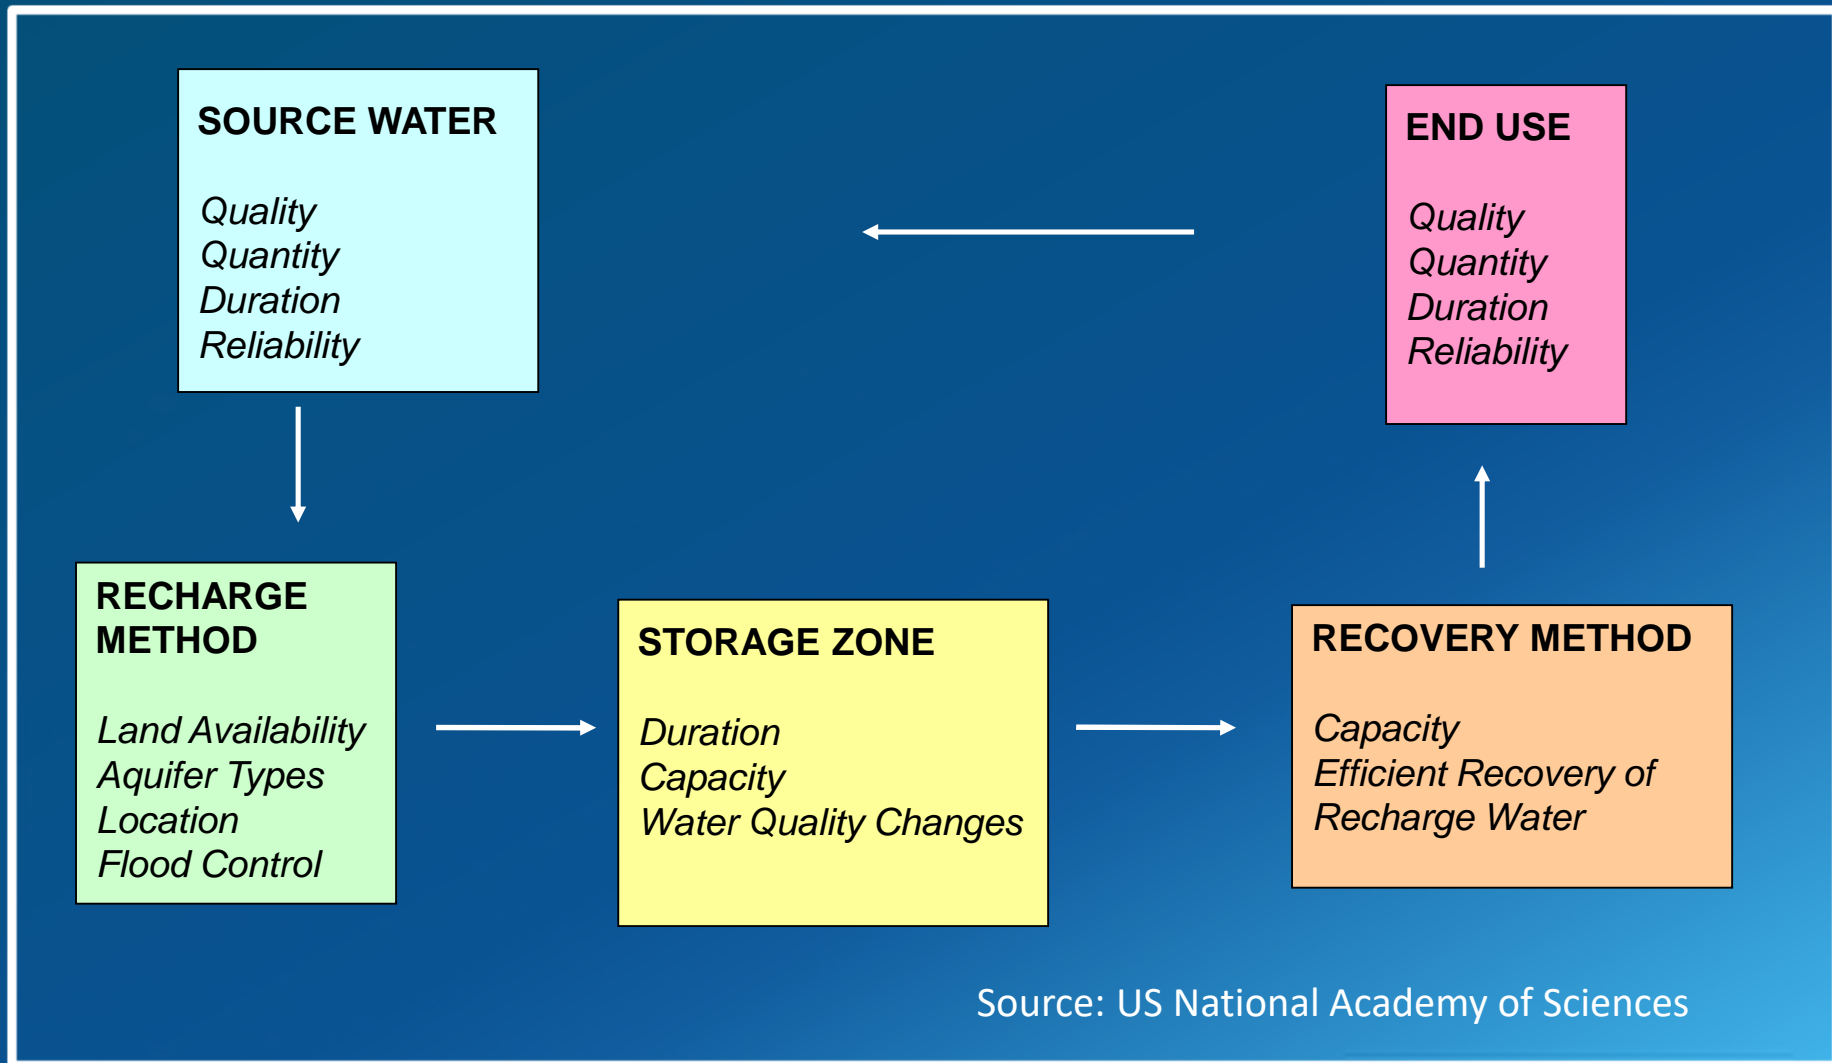 SOURCE WATER
Quality
Quantity
Duration
Reliability
END USE
Quality
Quantity
Duration
Reliability
RECHARGE
METHOD
Land Availability
Aquifer Types
Location
Flood Control
STORAGE ZONE
Duration
Capacity
Water Quality Changes
RECOVERY METHOD
Capacity
Efficient Recovery of
Recharge Water
Source: US National Academy of Sciences